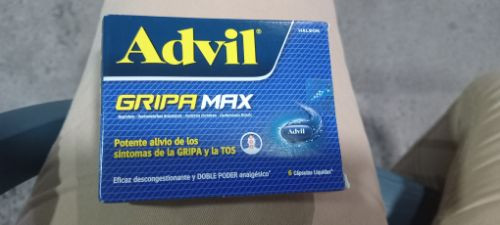 Advil®
HALEON
GRIPA MAX
Advil
Potente alivio de los
síntomas de la GRIPA y la TOS
Eficaz descongestionante y DOBLE PODER analgésico
6 Cápsulas Líquidas